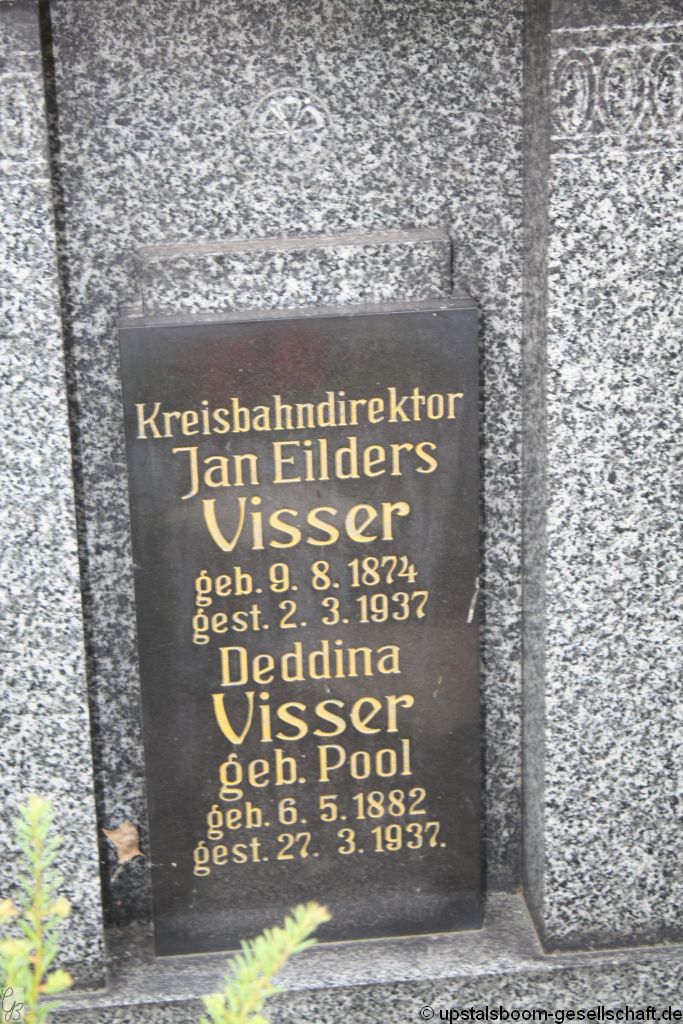 Kreisbahndirektor
Jan Eilders
Visser
geb. 9. 8. 1874
gest. 2. 3. 1937
Deddina
Visser
geb. Pool
geb. 6. 5. 1882
gest. 27. 3. 1937.
© upstalsboom-gesellschaft.de